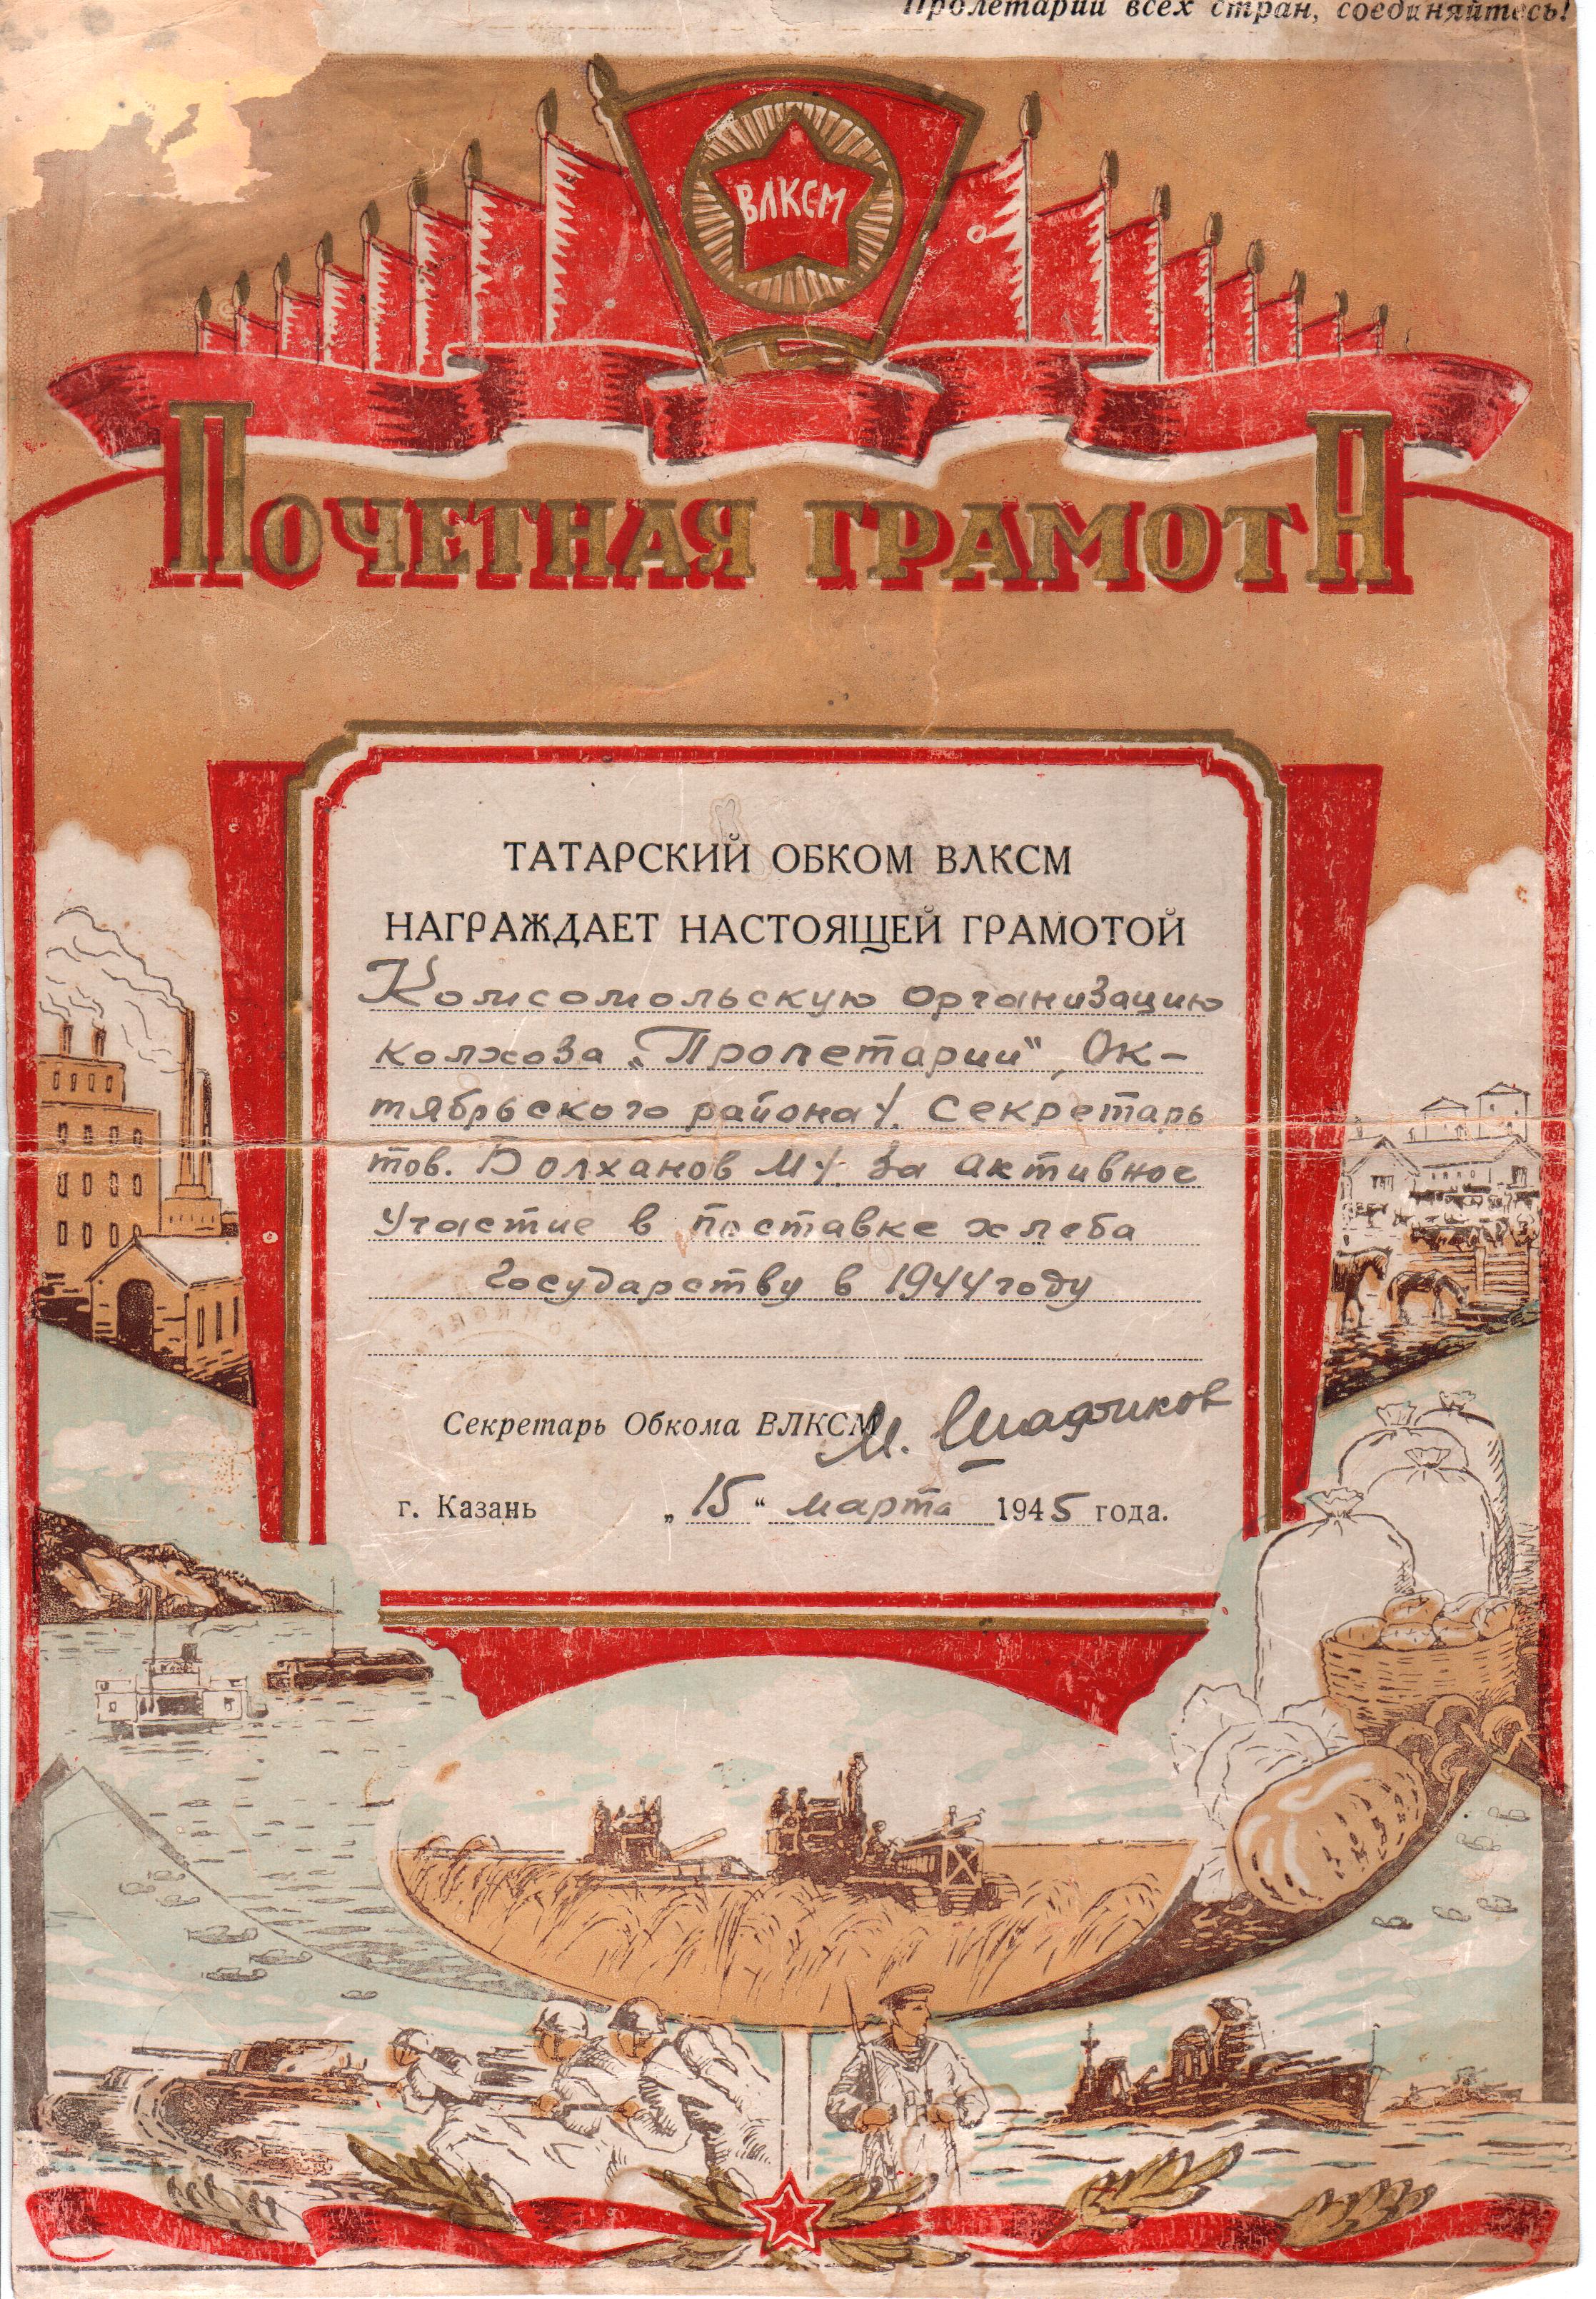 Пролетарии всех стран, соединяйтесь!
ВЛКСМ
ПОЧЕТНАЯ ГРАМОТА
ТАТАРСКИЙ ОБКОМ ВЛКСМ
НАГРАЖДАЕТ НАСТОЯЩЕЙ ГРАМОТОЙ
Комсомольскую организацию
колхоза „Пролетарии“, Ок-
тябрьского района/. Секретарь
тов. Болханов М/. За активное
участие в поставке хлеба
государству в 1944 году
Секретарь Обкома ВЛКСМ М.
г. Казань „15“ марта 1945 года.